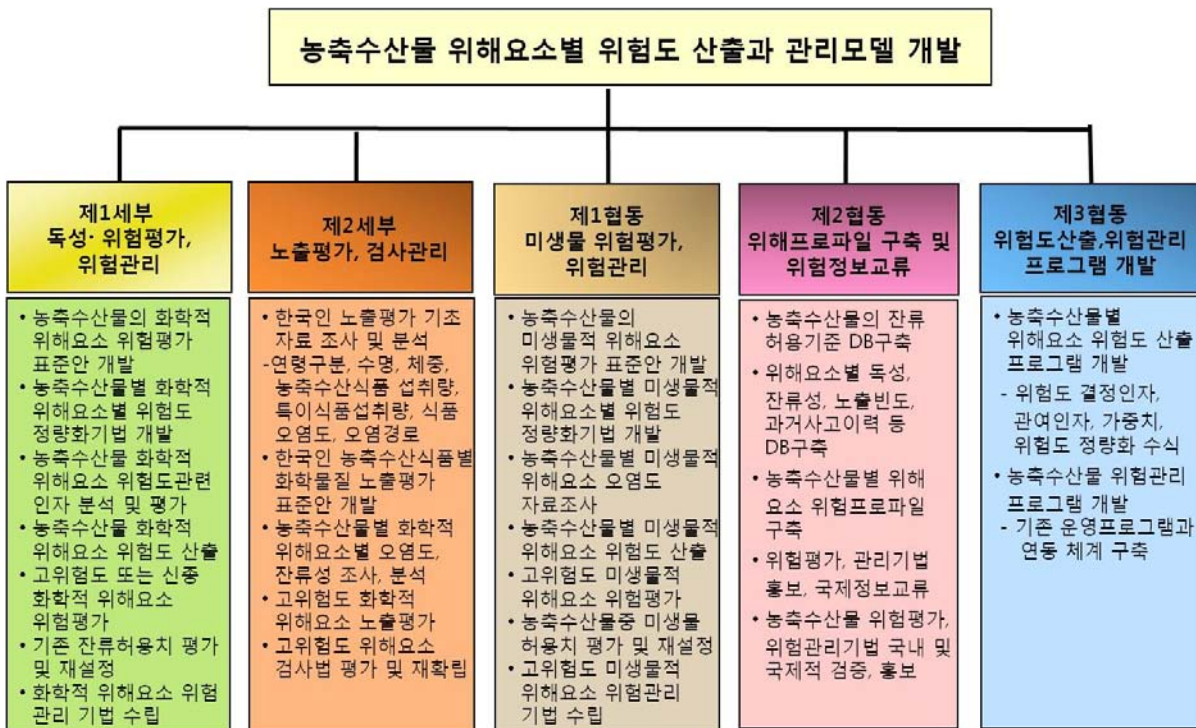 농축수산물 위해요소별 위험도 산출과 관리모델 개발
제1세부
독성· 위험평가,
위험관리
• 농축수산물의 화학적
위해요소 위험평가
표준안 개발
• 농축수산물별 화학적
위해요소별 위험도
정량화기법 개발
• 농축수산물 화학적
위해요소 위험도관련
인자 분석 및 평가
• 농축수산물 화학적
위해요소 위험도 산출
• 고위험도 또는 신종
화학적 위해요소
위험평가
• 기존 잔류허용치 평가
및 재설정
• 화학적 위해요소 위험
관리 기법 수립
제2세부
노출평가, 검사관리
• 한국인 노출평가 기초
자료 조사 및 분석
-연령구분, 수명, 체중,
농축수산식품 섭취량,
특이식품섭취량, 식품
오염도, 오염경로
• 한국인 농축수산식품별
화학물질 노출평가
표준안 개발
• 농축수산물별 화학적
위해요소별 오염도,
잔류성 조사, 분석
• 고위험도 화학적
위해요소 노출평가
• 고위험도 위해요소
검사법 평가 및 재확립
제1협동
미생물 위험평가,
위험관리
• 농축수산물의
미생물적 위해요소
위험평가 표준안 개발
• 농축수산물별 미생물적
위해요소별 위험도
정량화기법 개발
• 농축수산물별 미생물적
위해요소 오염도
자료조사
• 농축수산물별 미생물적
위해요소 위험도 산출
• 고위험도 미생물적
위해요소 위험평가
• 농축수산물중 미생물
허용치 평가 및 재설정
• 고위험도 미생물적
위해요소 위험관리
기법 수립
제2협동
위해프로파일 구축 및
위험정보교류
• 농축수산물의 잔류
허용기준 DB구축
• 위해요소별 독성,
잔류성, 노출빈도,
과거사고이력 등
DB구축
• 농축수산물별 위해
요소 위험프로파일
구축
• 위험평가, 관리기법
홍보, 국제정보교류
• 농축수산물 위험평가,
위험관리기법 국내 및
국제적 검증, 홍보
제3협동
위험도산출,위험관리
프로그램 개발
• 농축수산물별
위해요소 위험도 산출
프로그램 개발
- 위험도 결정인자,
관여인자, 가중치,
위험도 정량화 수식
• 농축수산물 위험관리
프로그램 개발
- 기존 운영프로그램과
연동 체계 구축